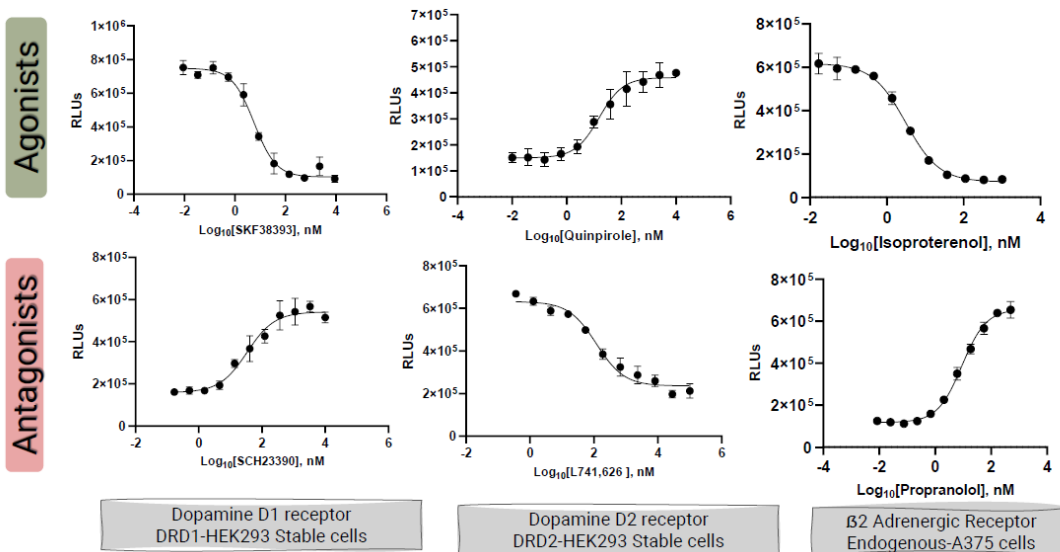 Agonists
1×10⁶
8×10⁵
6×10⁵
4×10⁵
2×10⁵
0
RLUs
-4 -2 0 2 4 6
Log₁₀[SKF38393], nM
7×10⁵
6×10⁵
5×10⁵
4×10⁵
3×10⁵
2×10⁵
1×10⁵
0
RLUs
-4 -2 0 2 4 6
Log₁₀[Quinpirole], nM
8×10⁵
6×10⁵
4×10⁵
2×10⁵
0
RLUs
-2 -1 0 1 2 3 4
Log₁₀[Isoproterenol], nM
Antagonists
8×10⁵
6×10⁵
4×10⁵
2×10⁵
0
RLUs
-2 0 2 4 6
Log₁₀[SCH23390], nM
8×10⁵
6×10⁵
4×10⁵
2×10⁵
0
RLUs
-2 0 2 4 6
Log₁₀[L741,626 ], nM
8×10⁵
6×10⁵
4×10⁵
2×10⁵
0
RLUs
-4 -2 0 2 4
Log₁₀[Propranolol], nM
Dopamine D1 receptor
DRD1-HEK293 Stable cells
Dopamine D2 receptor
DRD2-HEK293 Stable cells
ß2 Adrenergic Receptor
Endogenous-A375 cells